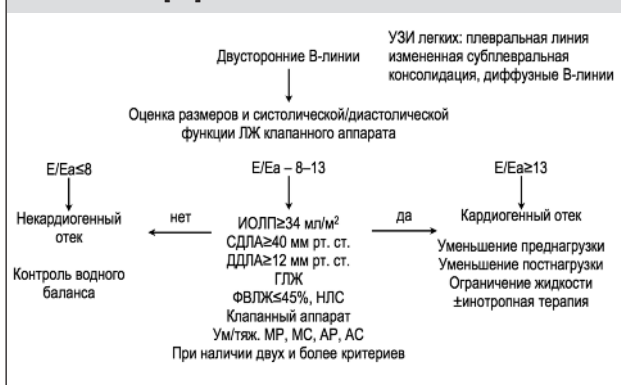 УЗИ легких: плевральная линия
измененная субплевральная
консолидация, диффузные В-линии
Двусторонние В-линии
Оценка размеров и систолической/диастолической
функции ЛЖ клапанного аппарата
E/Ea≤8
E/Ea – 8–13
E/Ea≥13
Некардиогенный
отек
Контроль водного
баланса
нет
ИОЛП≥34 мл/м²
СДЛА≥40 мм рт. ст.
ДДЛА≥12 мм рт. ст.
ГЛЖ
ФВЛЖ≤45%, НЛС
Клапанный аппарат
Ум/тяж. МР, МС, АР, АС
При наличии двух и более критериев
да
Кардиогенный отек
Уменьшение преднагрузки
Уменьшение постнагрузки
Ограничение жидкости
±инотропная терапия